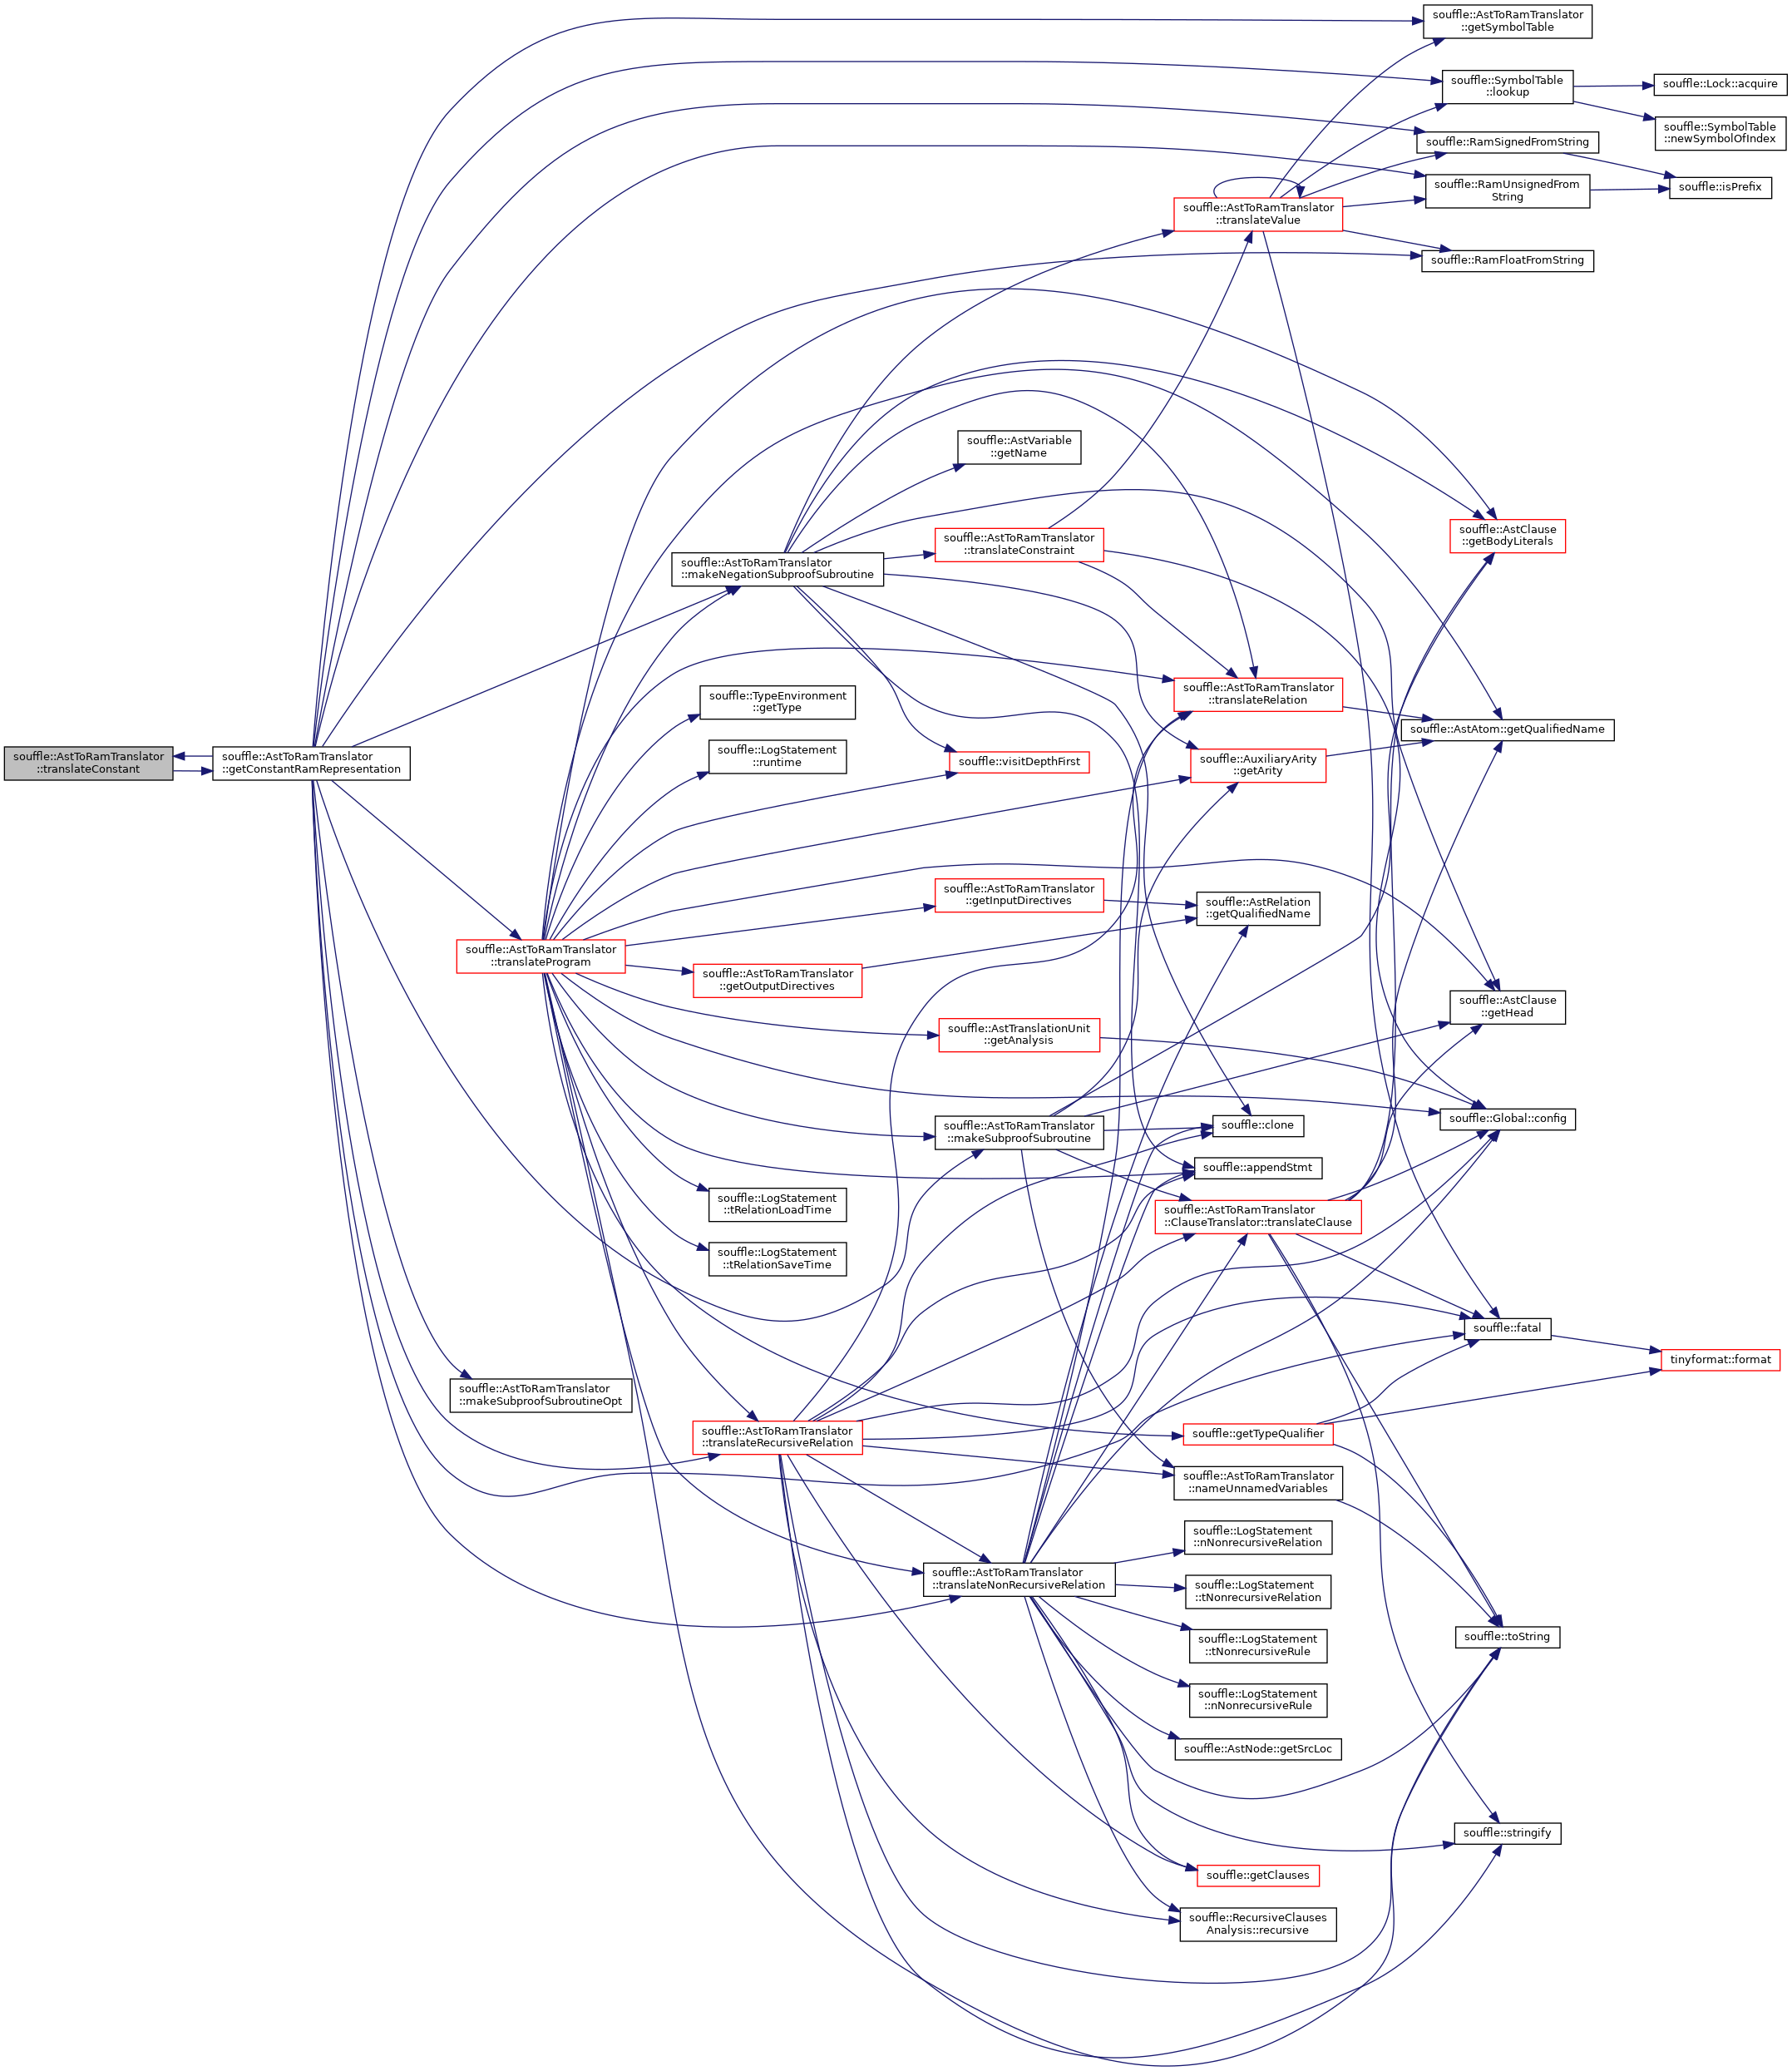 souffle::AstToRamTranslator
::translateConstant
souffle::AstToRamTranslator
::getConstantRamRepresentation
souffle::AstToRamTranslator
::getSymbolTable
souffle::SymbolTable
::lookup
souffle::Lock::acquire
souffle::SymbolTable
::newSymbolOfIndex
souffle::RamSignedFromString
souffle::RamUnsignedFrom
String
souffle::isPrefix
souffle::AstToRamTranslator
::translateValue
souffle::RamFloatFromString
souffle::AstVariable
::getName
souffle::AstToRamTranslator
::translateConstraint
souffle::AstClause
::getBodyLiterals
souffle::AstToRamTranslator
::makeNegationSubproofSubroutine
souffle::AstToRamTranslator
::translateRelation
souffle::TypeEnvironment
::getType
souffle::AstAtom::getQualifiedName
souffle::LogStatement
::runtime
souffle::visitDepthFirst
souffle::AuxiliaryArity
::getArity
souffle::AstToRamTranslator
::getInputDirectives
souffle::AstRelation
::getQualifiedName
souffle::AstToRamTranslator
::translateProgram
souffle::AstToRamTranslator
::getOutputDirectives
souffle::AstClause
::getHead
souffle::AstTranslationUnit
::getAnalysis
souffle::Global::config
souffle::AstToRamTranslator
::makeSubproofSubroutine
souffle::clone
souffle::appendStmt
souffle::LogStatement
::tRelationLoadTime
souffle::AstToRamTranslator
::ClauseTranslator::translateClause
souffle::LogStatement
::tRelationSaveTime
souffle::fatal
tinyformat::format
souffle::AstToRamTranslator
::makeSubproofSubroutineOpt
souffle::AstToRamTranslator
::translateRecursiveRelation
souffle::getTypeQualifier
souffle::AstToRamTranslator
::nameUnnamedVariables
souffle::LogStatement
::nNonrecursiveRelation
souffle::AstToRamTranslator
::translateNonRecursiveRelation
souffle::LogStatement
::tNonrecursiveRelation
souffle::LogStatement
::tNonrecursiveRule
souffle::toString
souffle::LogStatement
::nNonrecursiveRule
souffle::AstNode::getSrcLoc
souffle::stringify
souffle::getClauses
souffle::RecursiveClauses
Analysis::recursive